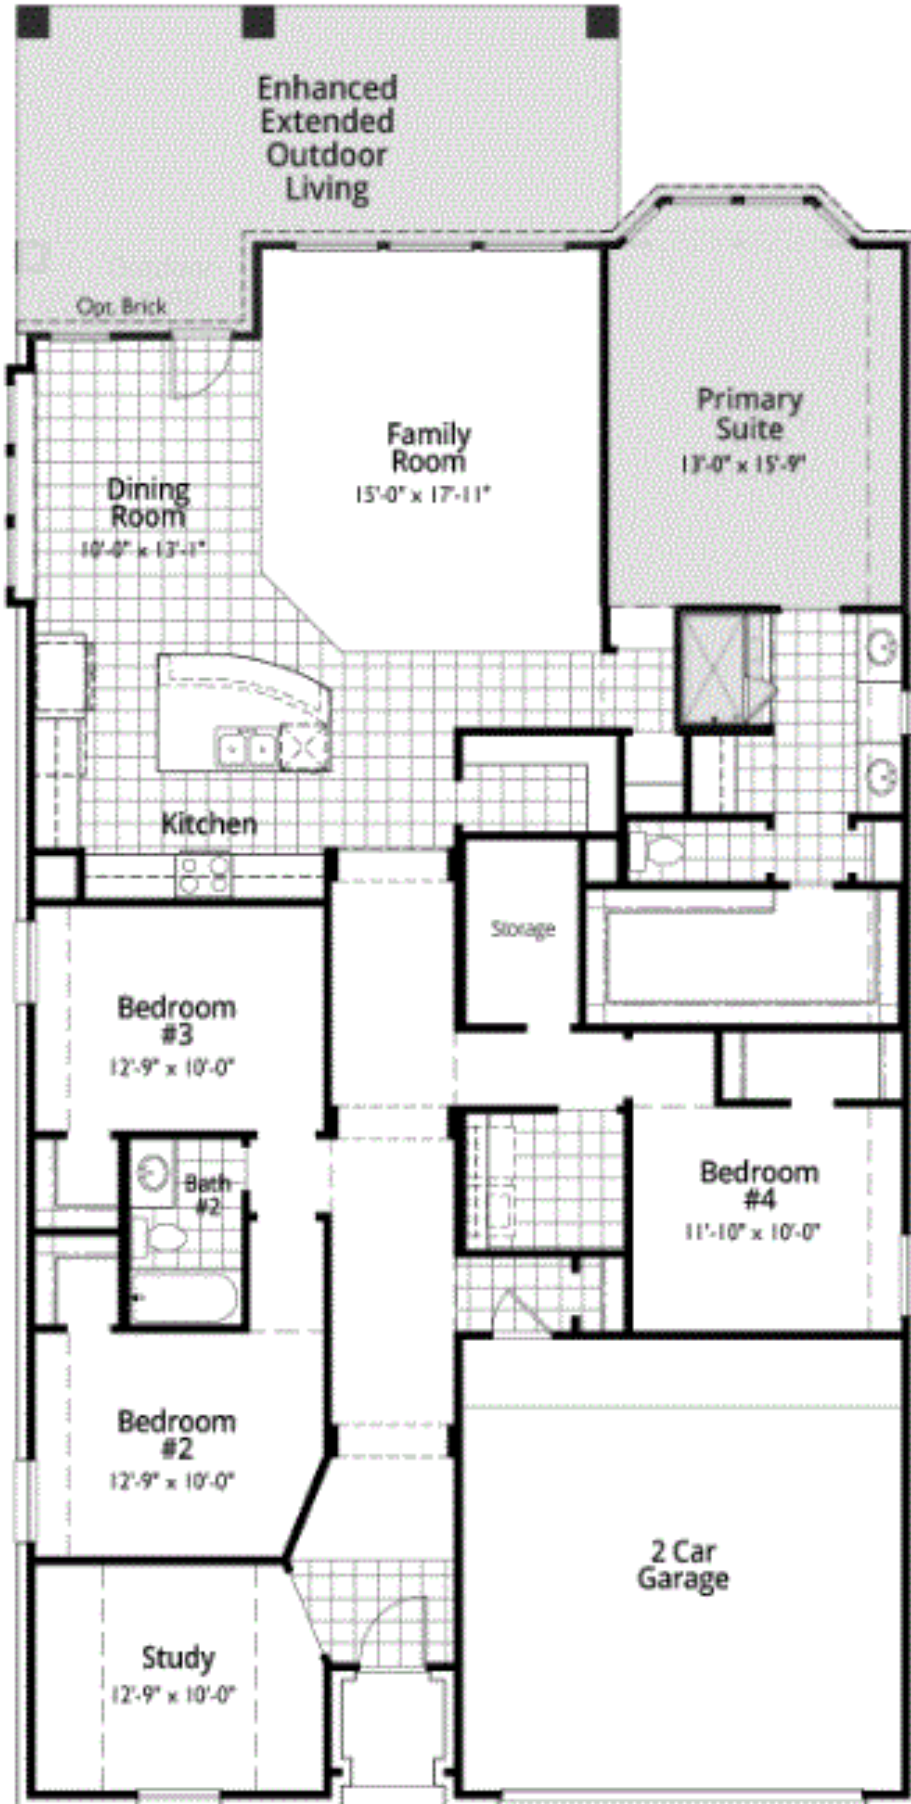 Enhanced
Extended
Outdoor
Living
Opt. Brick
Primary
Suite
13'-0" x 15'-9"
Family
Room
15'-0" x 17'-11"
Dining
Room
10'-0" x 13'-1"
Kitchen
Storage
Bedroom
#3
12'-9" x 10'-0"
Bath
#2
Bedroom
#4
11'-10" x 10'-0"
Bedroom
#2
12'-9" x 10'-0"
2 Car
Garage
Study
12'-9" x 10'-0"